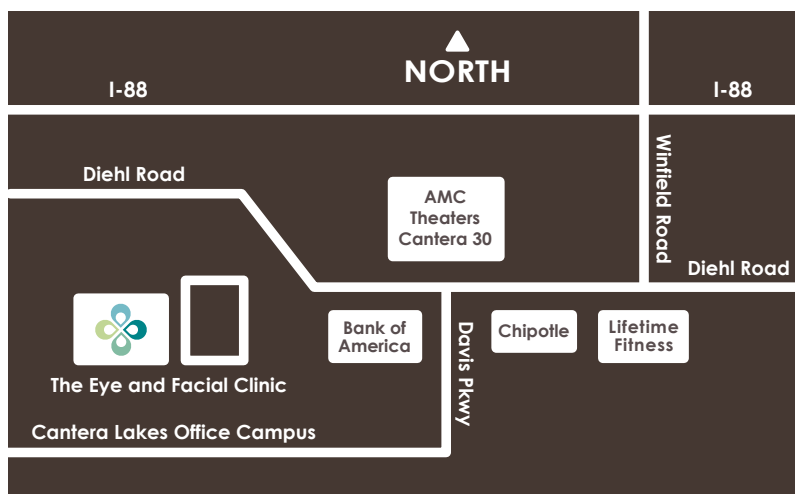 NORTH
I-88
I-88
Diehl Road
Winfield Road
AMC
Theaters
Cantera 30
Diehl Road
Bank of
America
Davis Pkwy
Chipotle
Lifetime
Fitness
The Eye and Facial Clinic
Cantera Lakes Office Campus